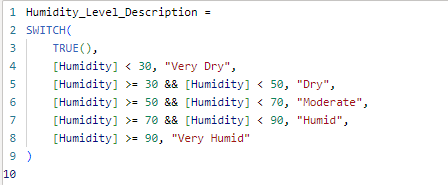 1 Humidity_Level_Description =
2 SWITCH(
3     TRUE(),
4     [Humidity] < 30, "Very Dry",
5     [Humidity] >= 30 && [Humidity] < 50, "Dry",
6     [Humidity] >= 50 && [Humidity] < 70, "Moderate",
7     [Humidity] >= 70 && [Humidity] < 90, "Humid",
8     [Humidity] >= 90, "Very Humid"
9 )
10